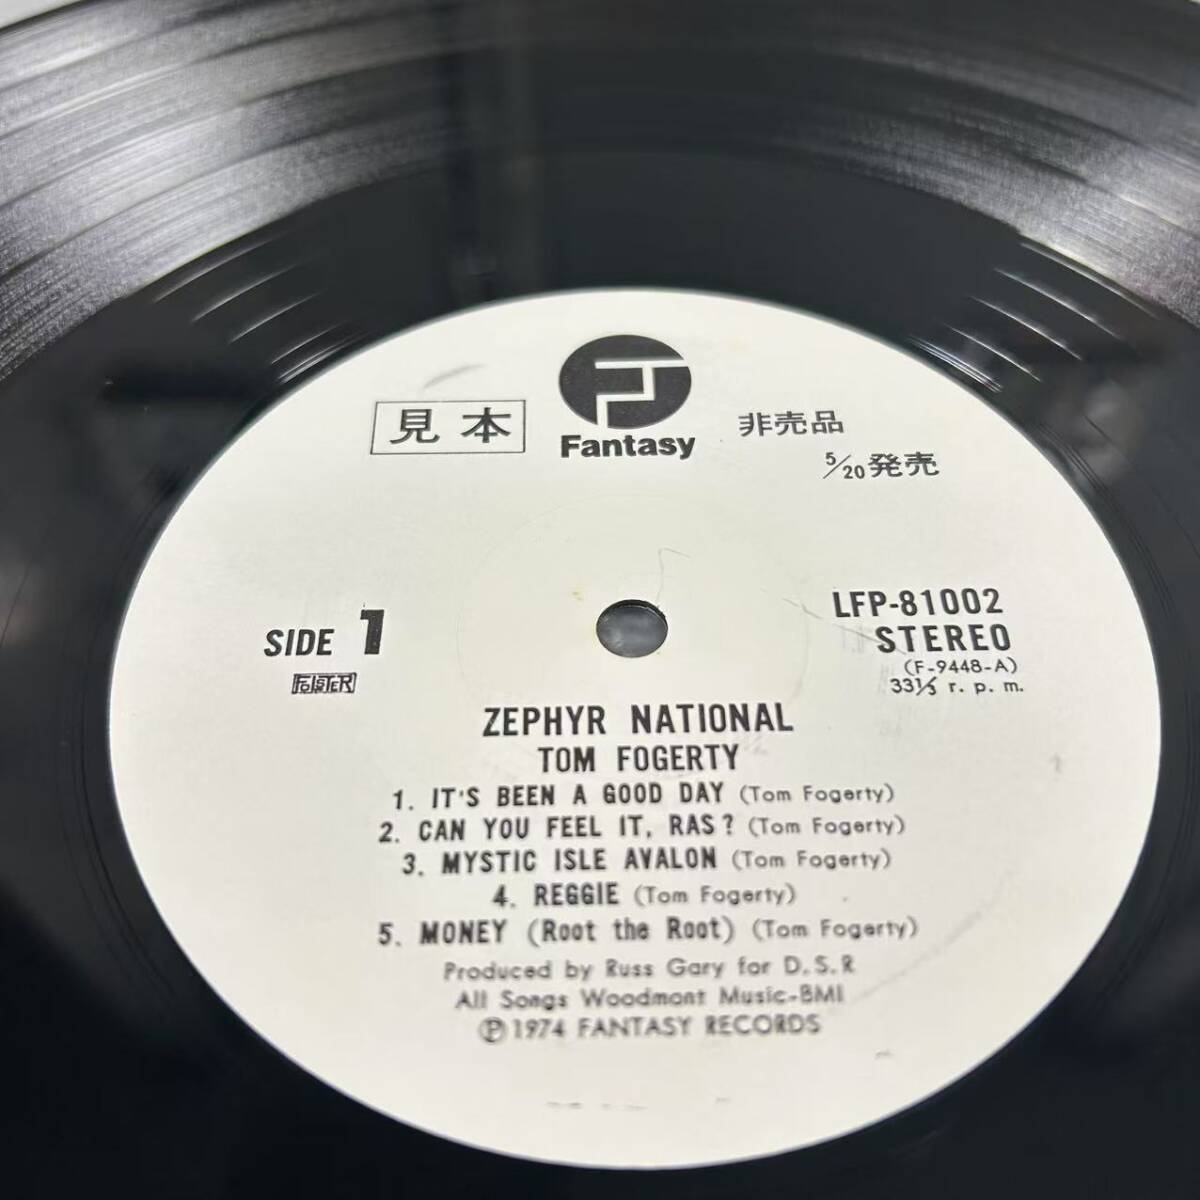 見本
Fantasy
非売品
5/20発売
SIDE 1
FOLSTER
LFP-81002
STEREO
(F-9448-A)
33⅓ r. p. m.
ZEPHYR NATIONAL
TOM FOGERTY
1. IT'S BEEN A GOOD DAY (Tom Fogerty)
2. CAN YOU FEEL IT, RAS? (Tom Fogerty)
3. MYSTIC ISLE AVALON (Tom Fogerty)
4. REGGIE (Tom Fogerty)
5. MONEY (Root the Root) (Tom Fogerty)
Produced by Russ Gary for D.S.R
All Songs Woodmont Music-BMI
Ⓟ1974 FANTASY RECORDS